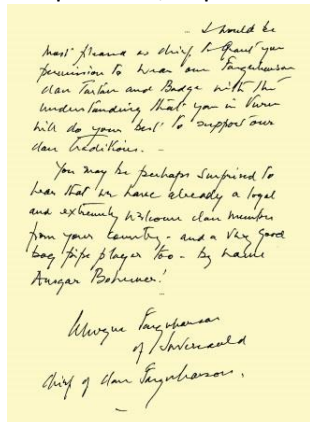 - I should be
most pleased as chief to grant you
permission to wear our Farquharson
clan Tartan and Badge with the
understanding that you in turn
will do your best to support our
clan traditions. -
You may be perhaps surprised to
hear that we have already a loyal
and extremely welcome clan member
from your country - and a very good
bag pipe player too - by name
Ansgar Bohmer!
Alwyne Farquharson
of Invercauld
Chief of clan Farquharson.